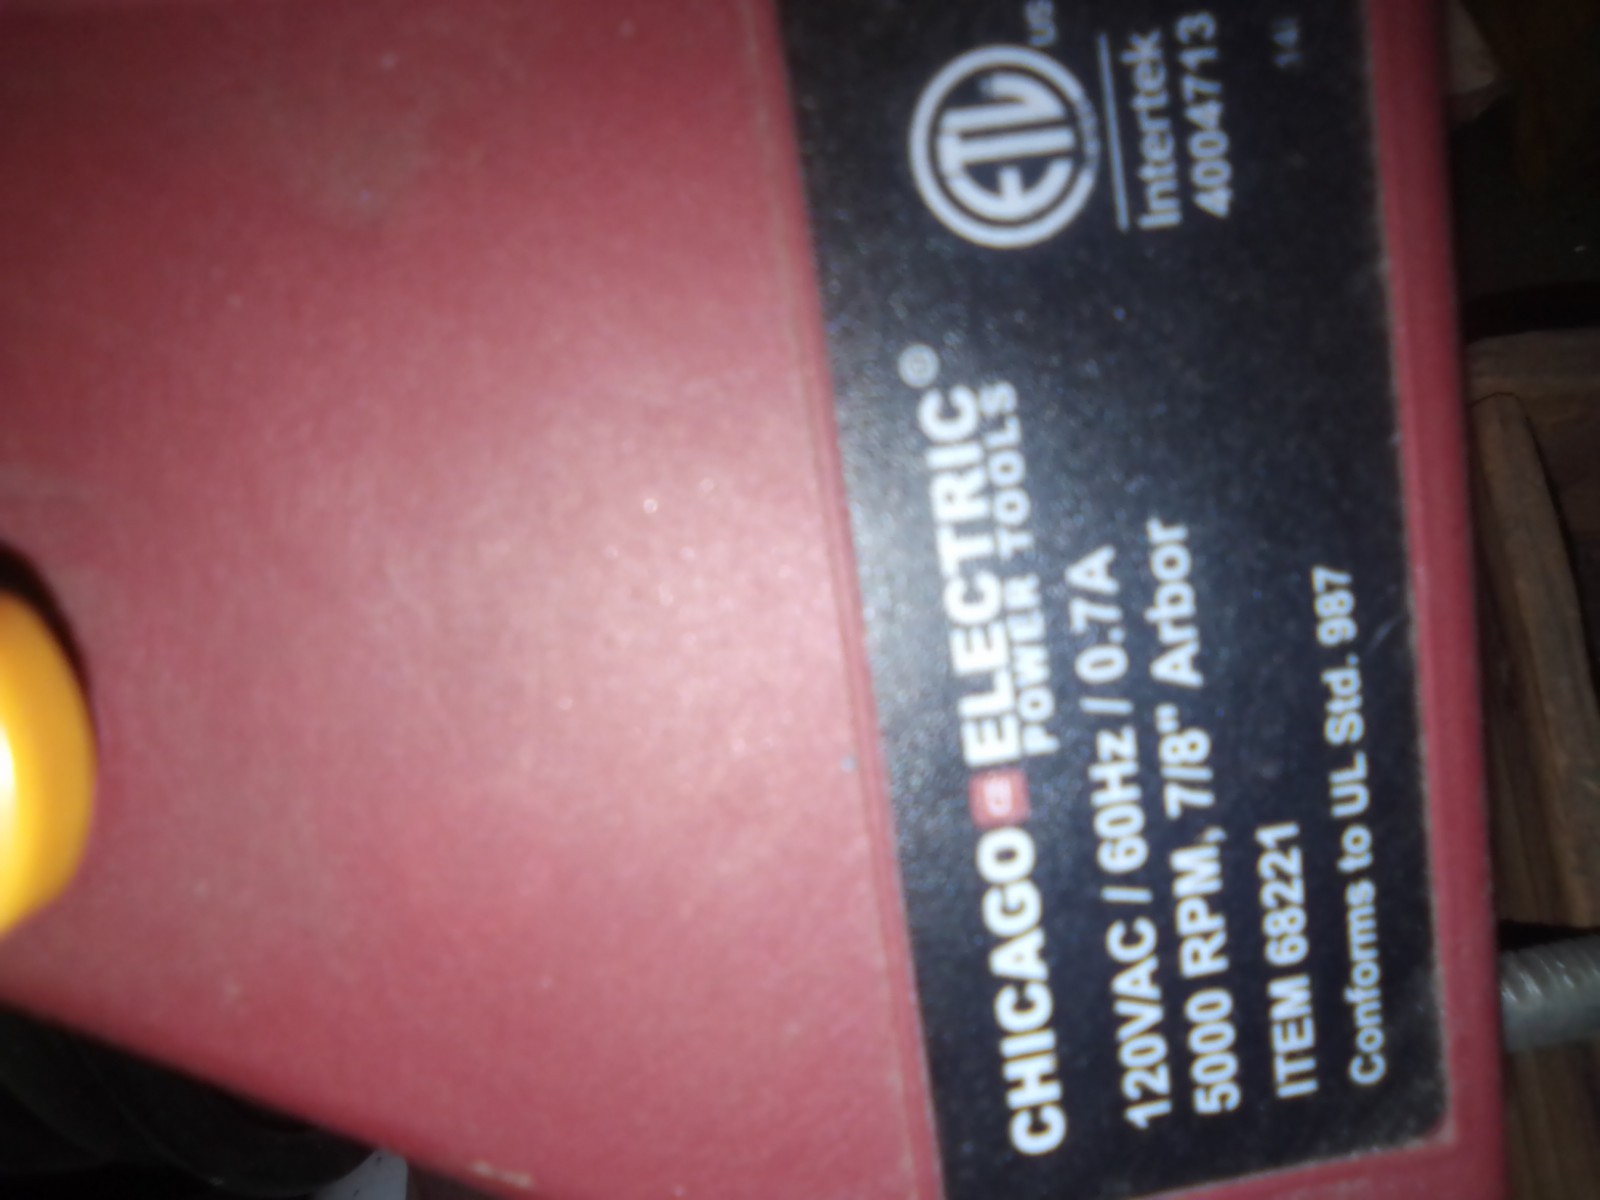 CHICAGO CE ELECTRIC®
POWER TOOLS
120VAC / 60Hz / 0.7A
5000 RPM, 7/8" Arbor
ITEM 68221
Conforms to UL Std. 987
ETL
US
Intertek
4004713